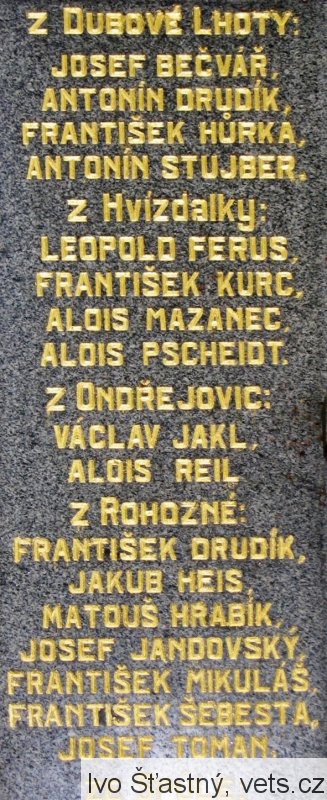 z Dubové Lhoty:
JOSEF BEČVÁŘ,
ANTONÍN DRUDÍK,
FRANTIŠEK HŮRKA,
ANTONÍN STUJBER.
z Hvízdalky:
LEOPOLD FERUS,
FRANTIŠEK KURC,
ALOIS MAZANEC,
ALOIS PSCHEIDT.
z Ondřejovic:
VÁCLAV JAKL,
ALOIS REIL
z Rohozné:
FRANTIŠEK DRUDÍK,
JAKUB HEIS,
MATOUŠ HRABÍK,
JOSEF JANDOVSKÝ,
FRANTIŠEK MIKULÁŠ,
FRANTIŠEK ŠEBESTA,
JOSEF TOMAN.
Ivo Šťastný, vets.cz